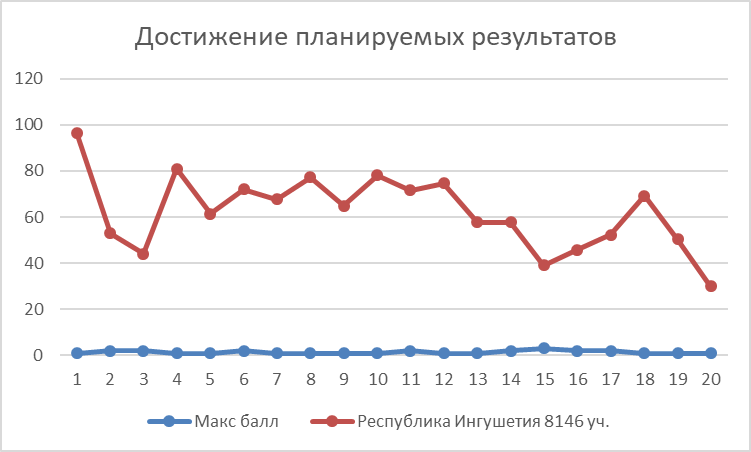 Достижение планируемых результатов
120
100
80
60
40
20
0
1 2 3 4 5 6 7 8 9 10 11 12 13 14 15 16 17 18 19 20
Макс балл Республика Ингушетия 8146 уч.